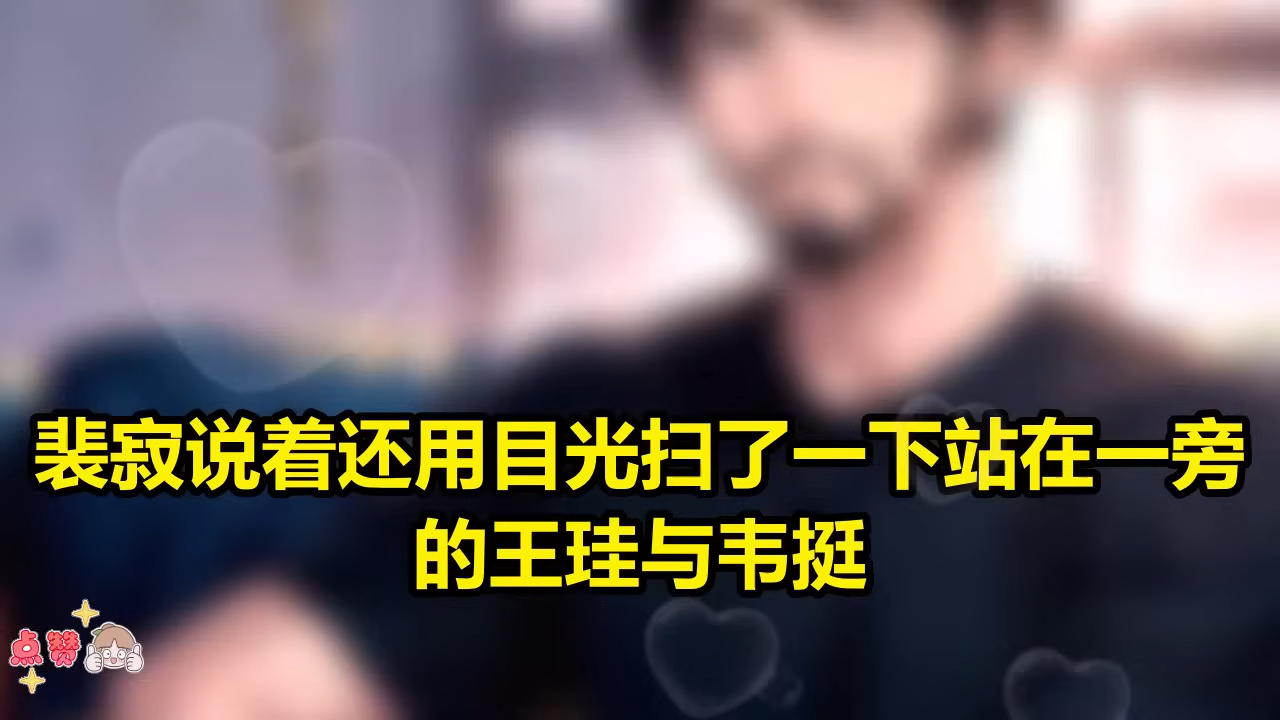 裴寂说着还用目光扫了一下站在一旁
的王珪与韦挺
点赞